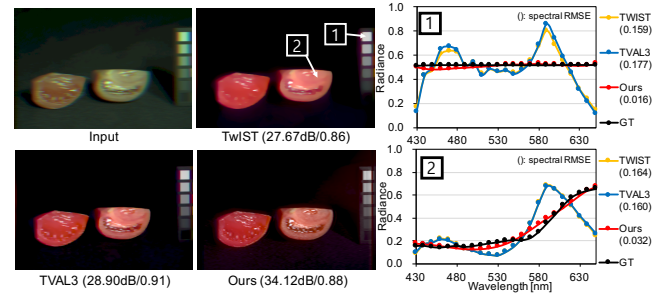 1
2
Input
TwIST (27.67dB/0.86)
TVAL3 (28.90dB/0.91)
Ours (34.12dB/0.88)
1
(): spectral RMSE
Radiance
1.0
0.8
0.6
0.4
0.2
0.0
430 480 530 580 630
TWIST
(0.159)
TVAL3
(0.177)
Ours
(0.016)
GT
2
(): spectral RMSE
Radiance
1.0
0.8
0.6
0.4
0.2
0
430 480 530 580 630
Wavelength [nm]
TWIST
(0.164)
TVAL3
(0.160)
Ours
(0.032)
GT